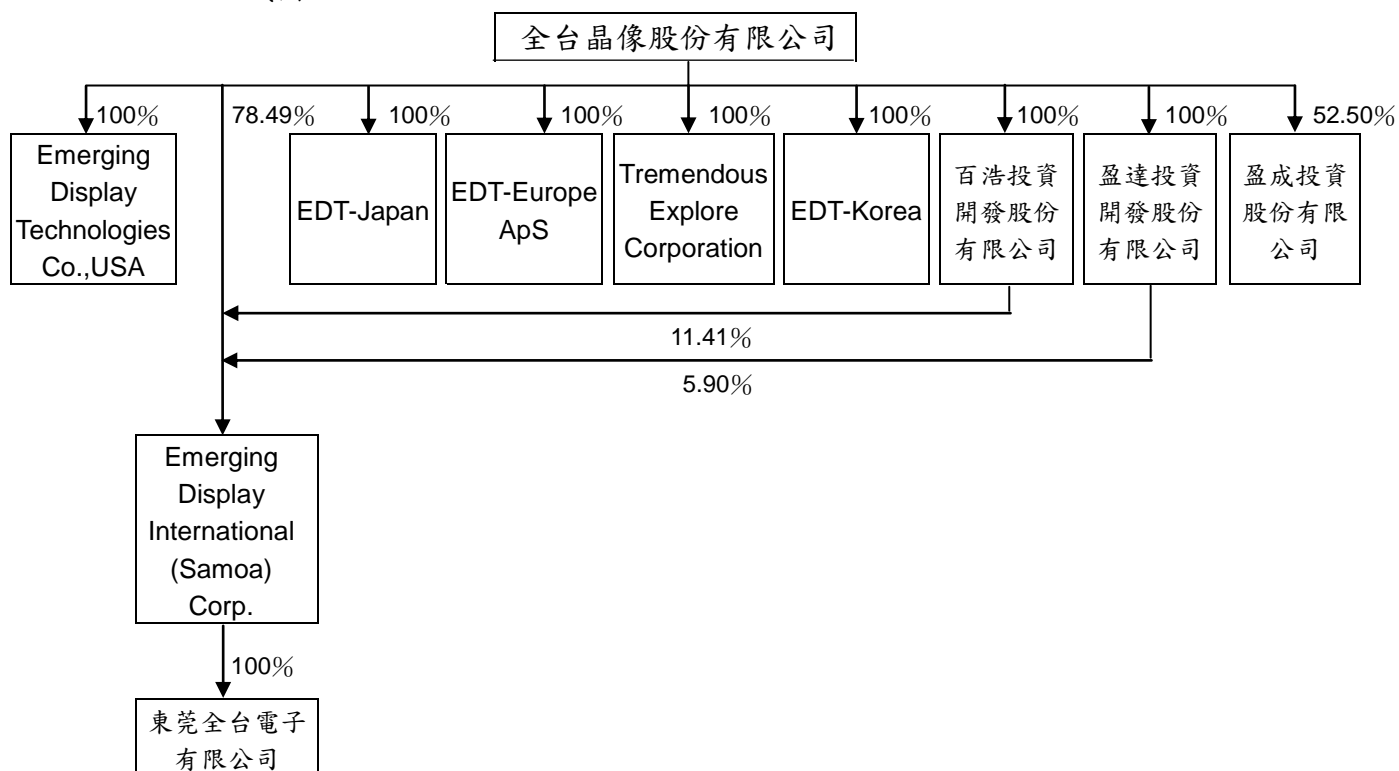 全台晶像股份有限公司
100%
78.49%
100%
100%
100%
100%
100%
100%
52.50%
Emerging
Display
Technologies
Co.,USA
EDT-Japan
EDT-Europe
ApS
Tremendous
Explore
Corporation
EDT-Korea
百浩投資
開發股份
有限公司
盈達投資
開發股份
有限公司
盈成投資
股份有限
公司
11.41%
5.90%
Emerging
Display
International
(Samoa)
Corp.
100%
東莞全台電子
有限公司